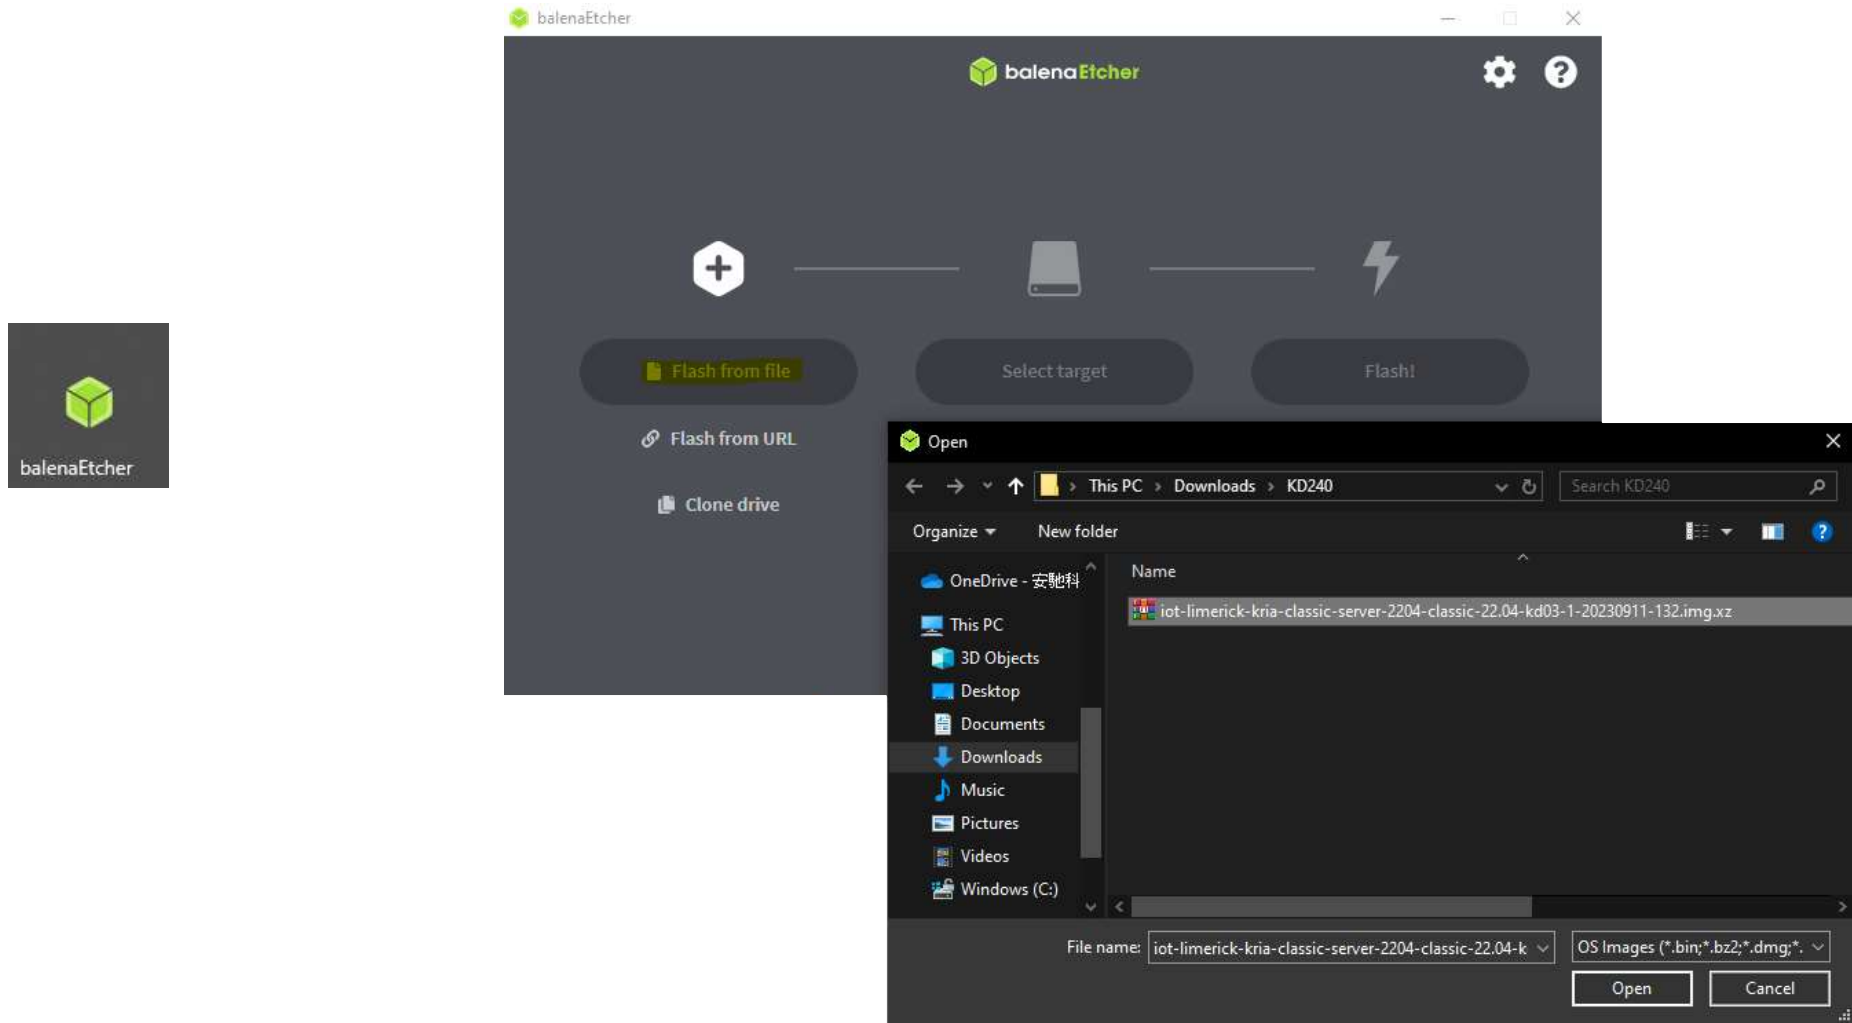 balenaEtcher
balenaEtcher
balenaEtcher
Flash from file
Select target
Flash!
Flash from URL
Clone drive
Open
This PC > Downloads > KD240
Search KD240
Organize
New folder
Name
OneDrive - 安馳科
iot-limerick-kria-classic-server-2204-classic-22.04-kd03-1-20230911-132.img.xz
This PC
3D Objects
Desktop
Documents
Downloads
Music
Pictures
Videos
Windows (C:)
File name: iot-limerick-kria-classic-server-2204-classic-22.04-k
OS Images (*.bin;*.bz2;*.dmg;*.
Open
Cancel